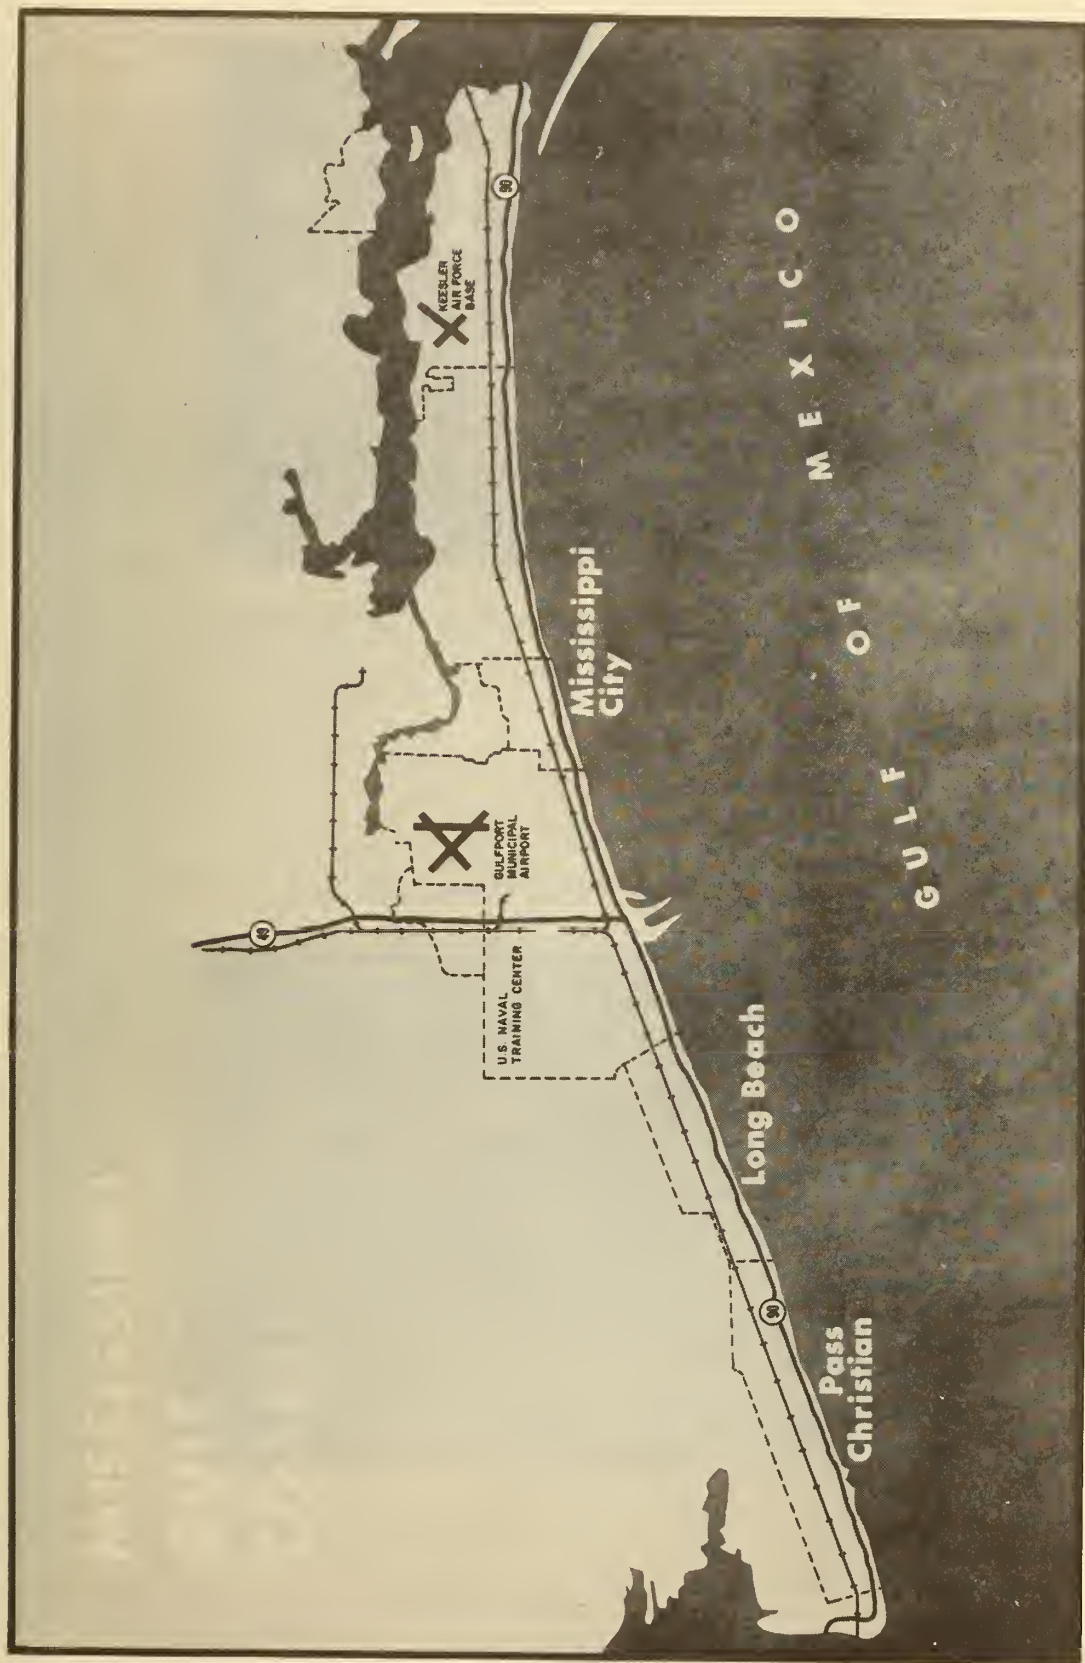 90
KEESLER
AIR FORCE
BASE
49
GULFPORT
MUNICIPAL
AIRPORT
U.S. NAVAL
TRAINING CENTER
Mississippi
City
Long Beach
90
Pass
Christian
GULF OF MEXICO